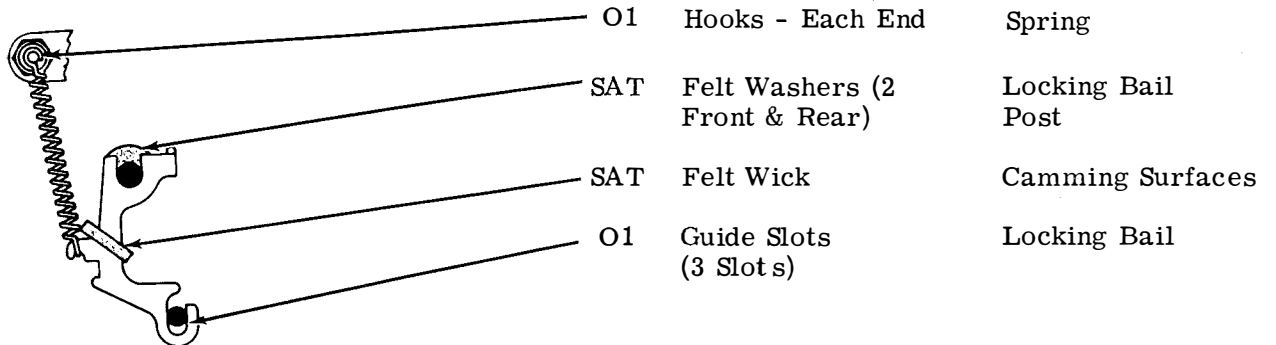 O1 Hooks - Each End Spring
SAT Felt Washers (2 Locking Bail
Front & Rear) Post
SAT Felt Wick Camming Surfaces
O1 Guide Slots Locking Bail
(3 Slots)